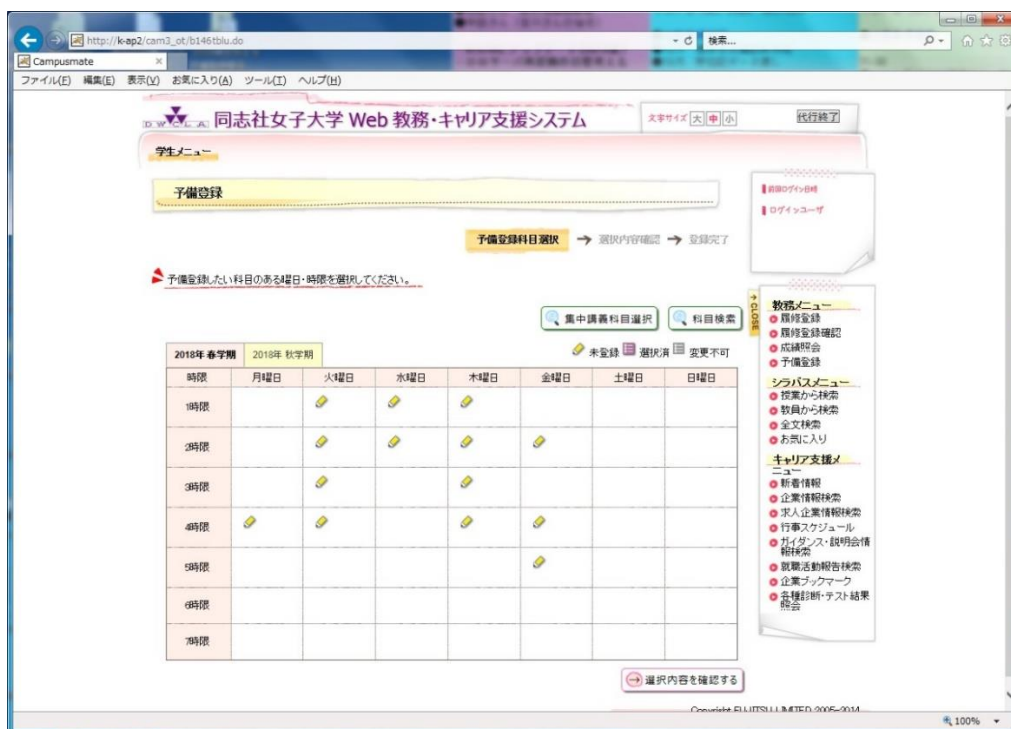 http://k-ap2/cam3_ot/b146tblu.do
検索...
Campusmate
ファイル(F) 編集(E) 表示(V) お気に入り(A) ツール(T) ヘルプ(H)
DWCLA 同志社女子大学 Web 教務・キャリア支援システム
文字サイズ 大 中 小
代行終了
学生メニュー
予備登録
前回ログイン日時
ログインユーザ
予備登録科目選択 → 選択内容確認 → 登録完了
予備登録したい科目のある曜日・時限を選択してください。
集中講義科目選択 科目検索
未登録 選択済 変更不可
2018年 春学期 2018年 秋学期
時限 月曜日 火曜日 水曜日 木曜日 金曜日 土曜日 日曜日
1時限
2時限
3時限
4時限
5時限
6時限
7時限
選択内容を確認する
→CLOSE
教務メニュー
履修登録
履修登録確認
成績照会
予備登録
シラバスメニュー
授業から検索
教員から検索
全文検索
お気に入り
キャリア支援メ
ニュー
新着情報
企業情報検索
求人企業情報検索
行事スケジュール
ガイダンス・説明会情
報検索
就職活動報告検索
企業ブックマーク
各種診断・テスト結果
照会
Copyright FUJITSU LIMITED 2005-2014
100%